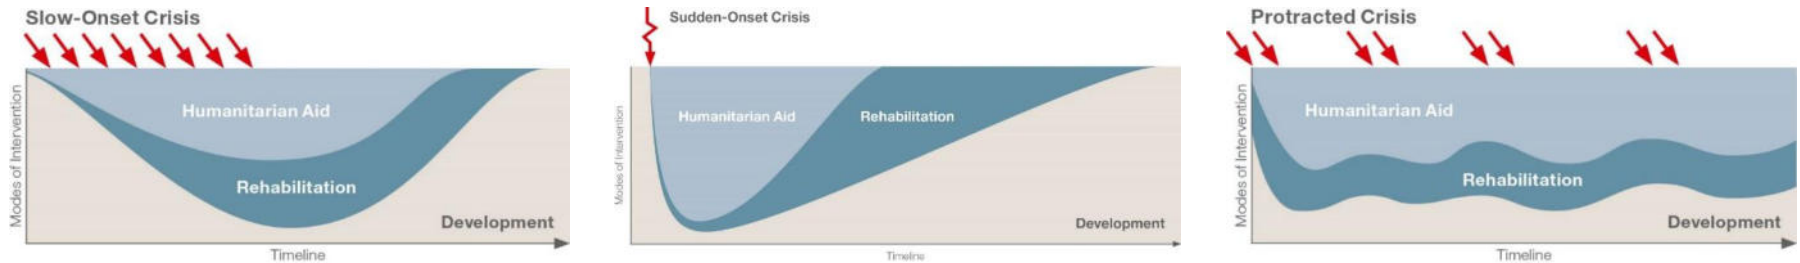 Slow-Onset Crisis
Humanitarian Aid
Rehabilitation
Development
Modes of Intervention
Timeline
Sudden-Onset Crisis
Humanitarian Aid
Rehabilitation
Development
Modes of Intervention
Timeline
Protracted Crisis
Humanitarian Aid
Rehabilitation
Development
Modes of Intervention
Timeline